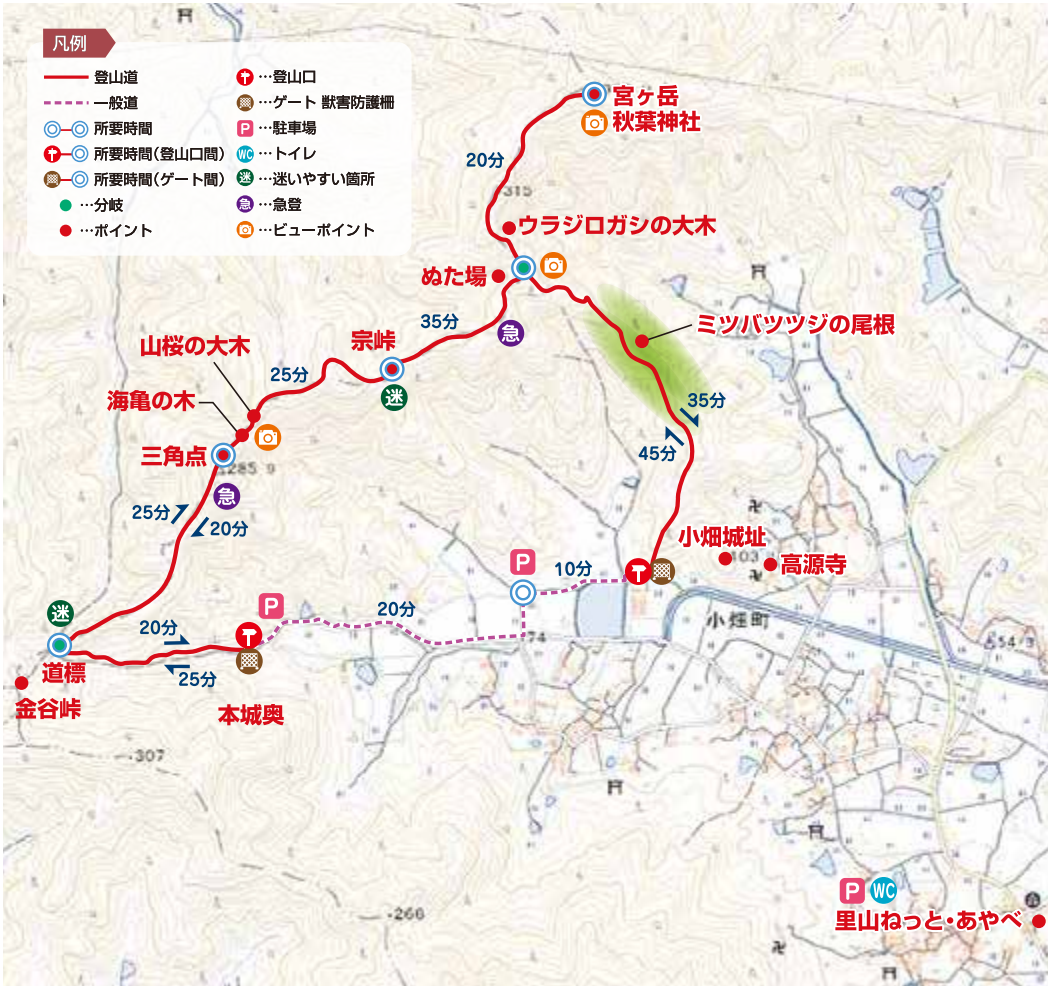 凡例
登山道
一般道
所要時間
所要時間(登山口間)
所要時間(ゲート間)
…分岐
…ポイント
…登山口
…ゲート 獣害防護柵
P …駐車場
WC …トイレ
迷 …迷いやすい箇所
急 …急登
…ビューポイント
宮ヶ岳
秋葉神社
20分
315
ウラジロガシの大木
ぬた場
35分
急
ミツバツツジの尾根
宗峠
迷
山桜の大木
25分
海亀の木
三角点
285 9
急
35分
45分
25分
20分
小畑城址
103
高源寺
P
10分
迷
20分
P
20分
74
小畑町
54 3
道標
25分
金谷峠
本城奥
307
266
P WC
里山ねっと・あやべ